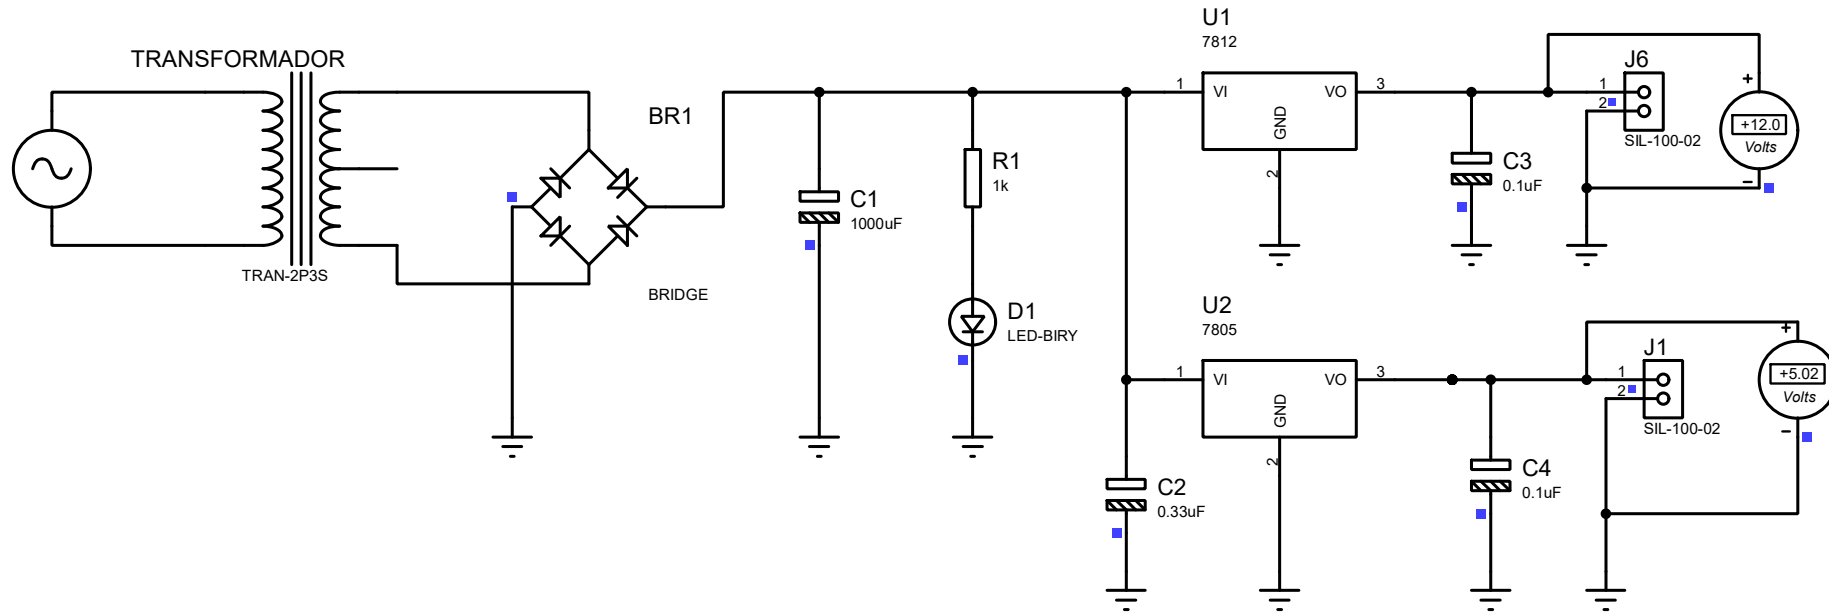 TRANSFORMADOR
TRAN-2P3S
BR1
BRIDGE
C1
1000uF
R1
1k
D1
LED-BIRY
U1
7812
1
VI
VO
3
GND
2
C3
0.1uF
J6
1
2
SIL-100-02
+
+12.0
Volts
−
U2
7805
1
VI
VO
3
GND
2
C2
0.33uF
C4
0.1uF
J1
1
2
SIL-100-02
+
+5.02
Volts
−